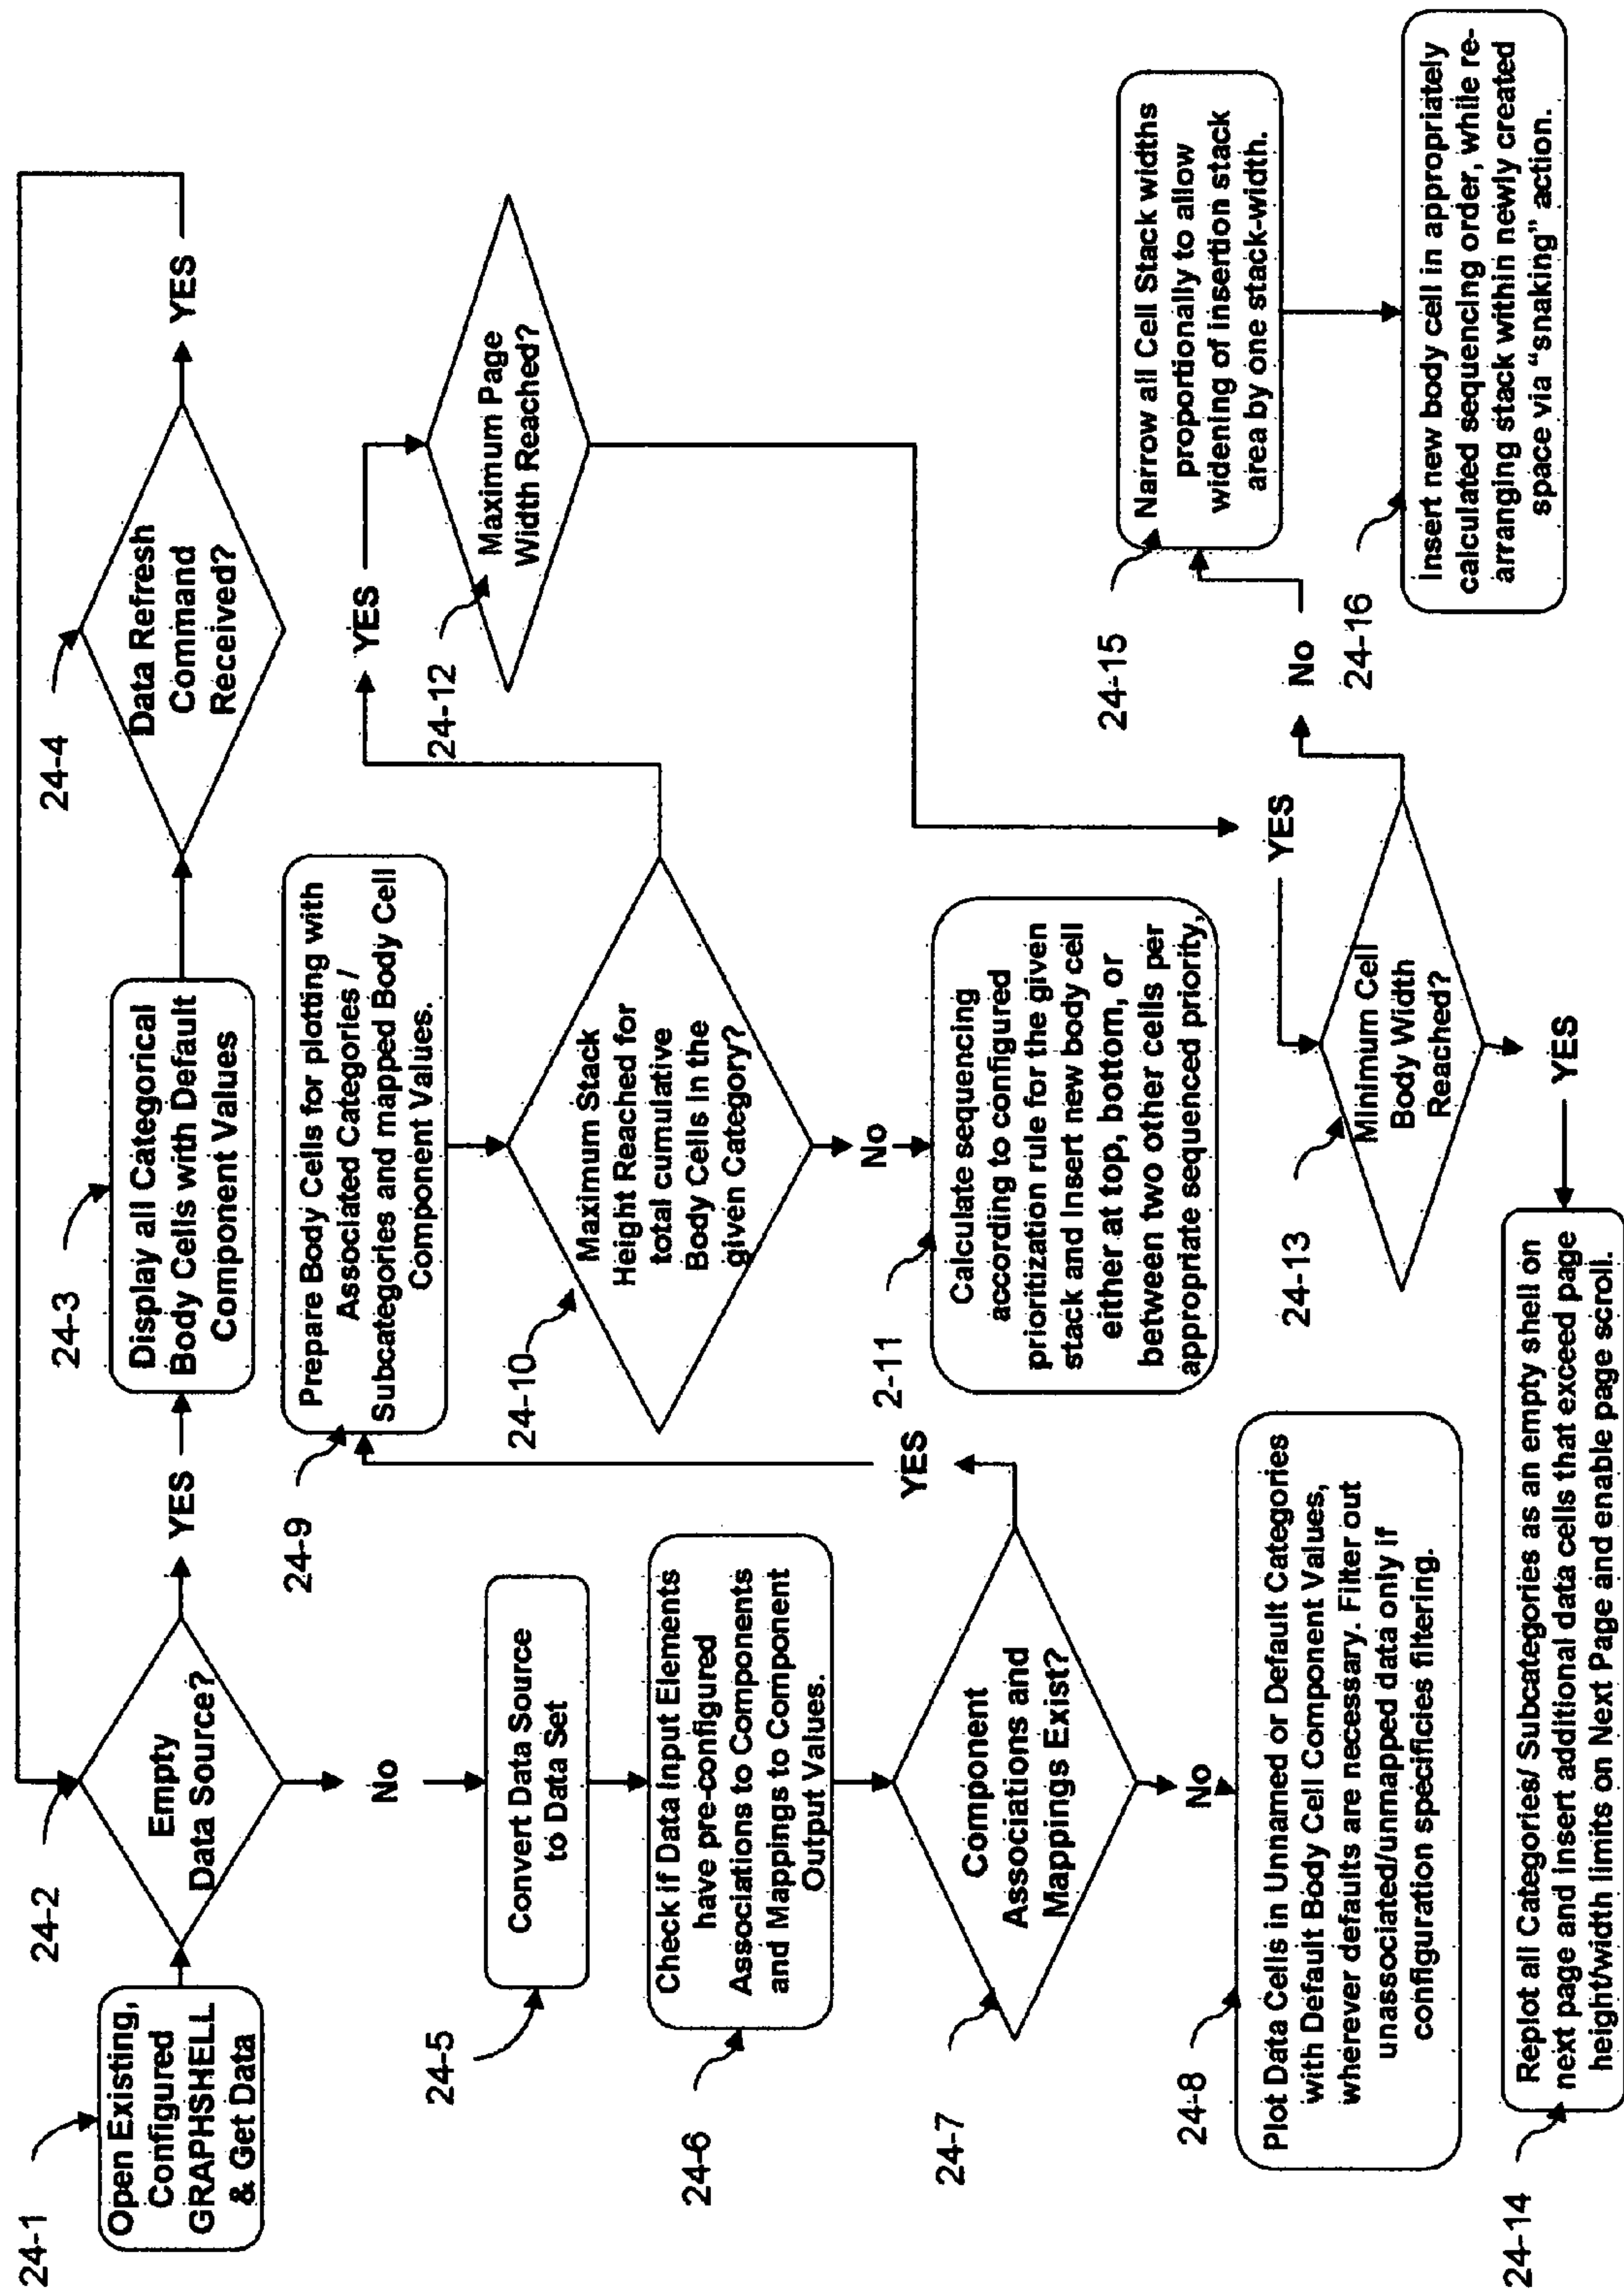 24-1
Open Existing,
Configured
GRAPHSHELL
& Get Data
24-2
Empty
Data Source?
YES
24-3
Display all Categorical
Body Cells with Default
Component Values
24-4
Data Refresh
Command
Received?
YES
No
24-5
Convert Data Source
to Data Set
24-6
Check if Data Input Elements
have pre-configured
Associations to Components
and Mappings to Component
Output Values.
24-7
Component
Associations and
Mappings Exist?
YES
No
24-8
Plot Data Cells in Unnamed or Default Categories
with Default Body Cell Component Values,
wherever defaults are necessary. Filter out
unassociated/unmapped data only if
configuration specifies filtering.
24-9
Prepare Body Cells for plotting with
Associated Categories /
Subcategories and mapped Body Cell
Component Values.
24-10
Maximum Stack
Height Reached for
total cumulative
Body Cells in the
given Category?
YES
No
2-11
Calculate sequencing
according to configured
prioritization rule for the given
stack and Insert new body cell
either at top, bottom, or
between two other cells per
appropriate sequenced priority,
24-12
Maximum Page
Width Reached?
YES
24-13
Minimum Cell
Body Width
Reached?
No
YES
24-14
Replot all Categories/ Subcategories as an empty shell on
next page and insert additional data cells that exceed page
height/width limits on Next Page and enable page scroll.
24-15
Narrow all Cell Stack widths
proportionally to allow
widening of insertion stack
area by one stack-width.
24-16
Insert new body cell in appropriately
calculated sequencing order, while re-
arranging stack within newly created
space via “snaking” action.